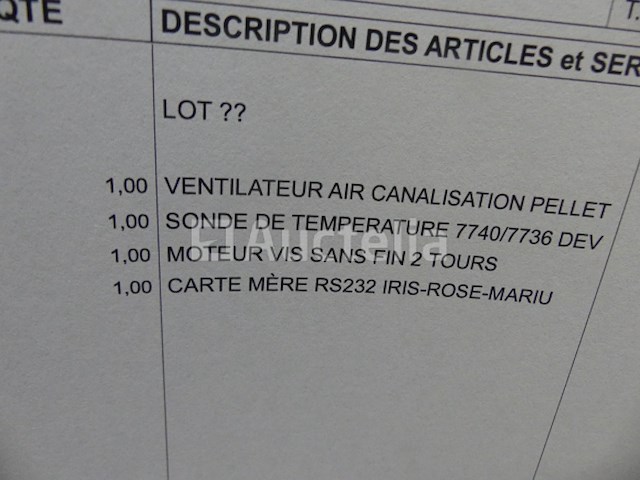 QTE DESCRIPTION DES ARTICLES et SER
LOT ??
1,00 VENTILATEUR AIR CANALISATION PELLET
1,00 SONDE DE TEMPERATURE 7740/7736 DEV
Auctelia
1,00 MOTEUR VIS SANS FIN 2 TOURS
1,00 CARTE MÈRE RS232 IRIS-ROSE-MARIU